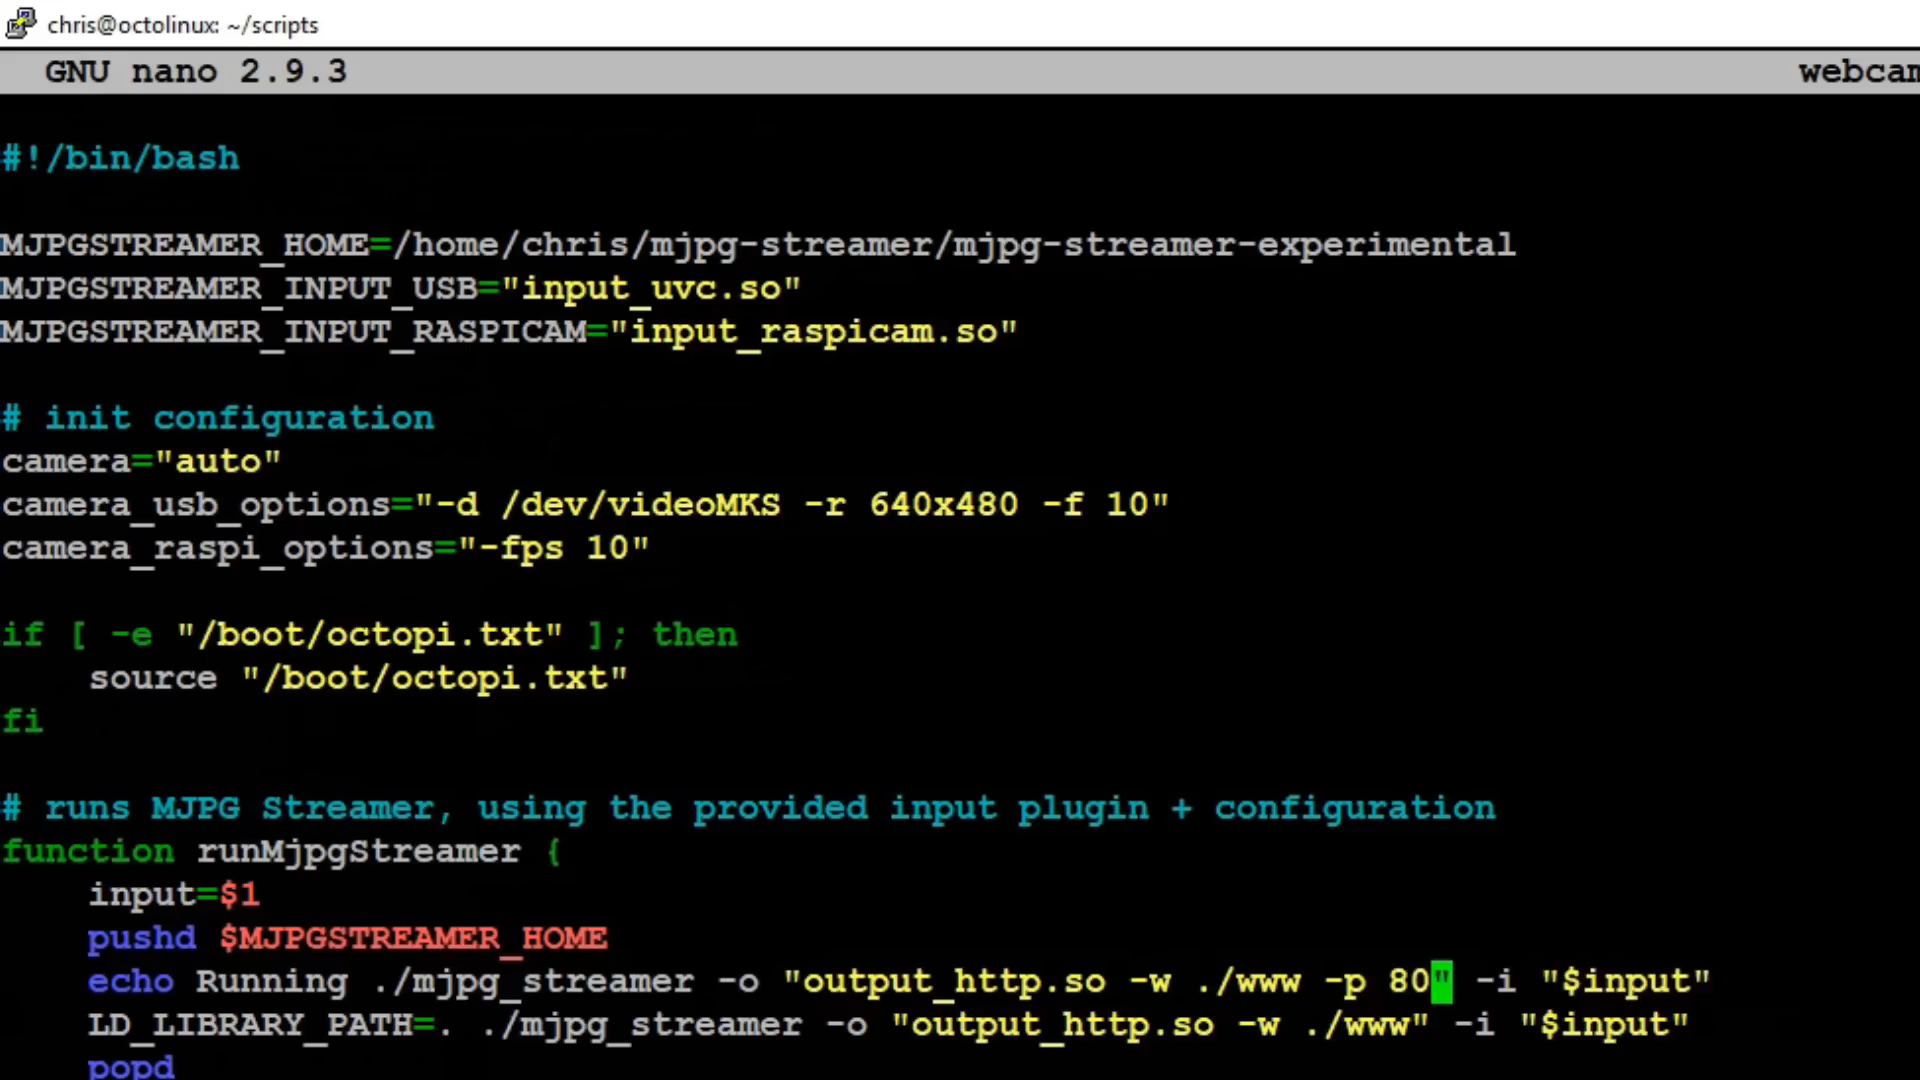 chris@octolinux: ~/scripts
GNU nano 2.9.3 webcam
#!/bin/bash
MJPGSTREAMER_HOME=/home/chris/mjpg-streamer/mjpg-streamer-experimental
MJPGSTREAMER_INPUT_USB="input_uvc.so"
MJPGSTREAMER_INPUT_RASPICAM="input_raspicam.so"
# init configuration
camera="auto"
camera_usb_options="-d /dev/videoMKS -r 640x480 -f 10"
camera_raspi_options="-fps 10"
if [ -e "/boot/octopi.txt" ]; then
    source "/boot/octopi.txt"
fi
# runs MJPG Streamer, using the provided input plugin + configuration
function runMjpgStreamer {
    input=$1
    pushd $MJPGSTREAMER_HOME
    echo Running ./mjpg_streamer -o "output_http.so -w ./www -p 80" -i "$input"
    LD_LIBRARY_PATH=. ./mjpg_streamer -o "output_http.so -w ./www" -i "$input"
    popd